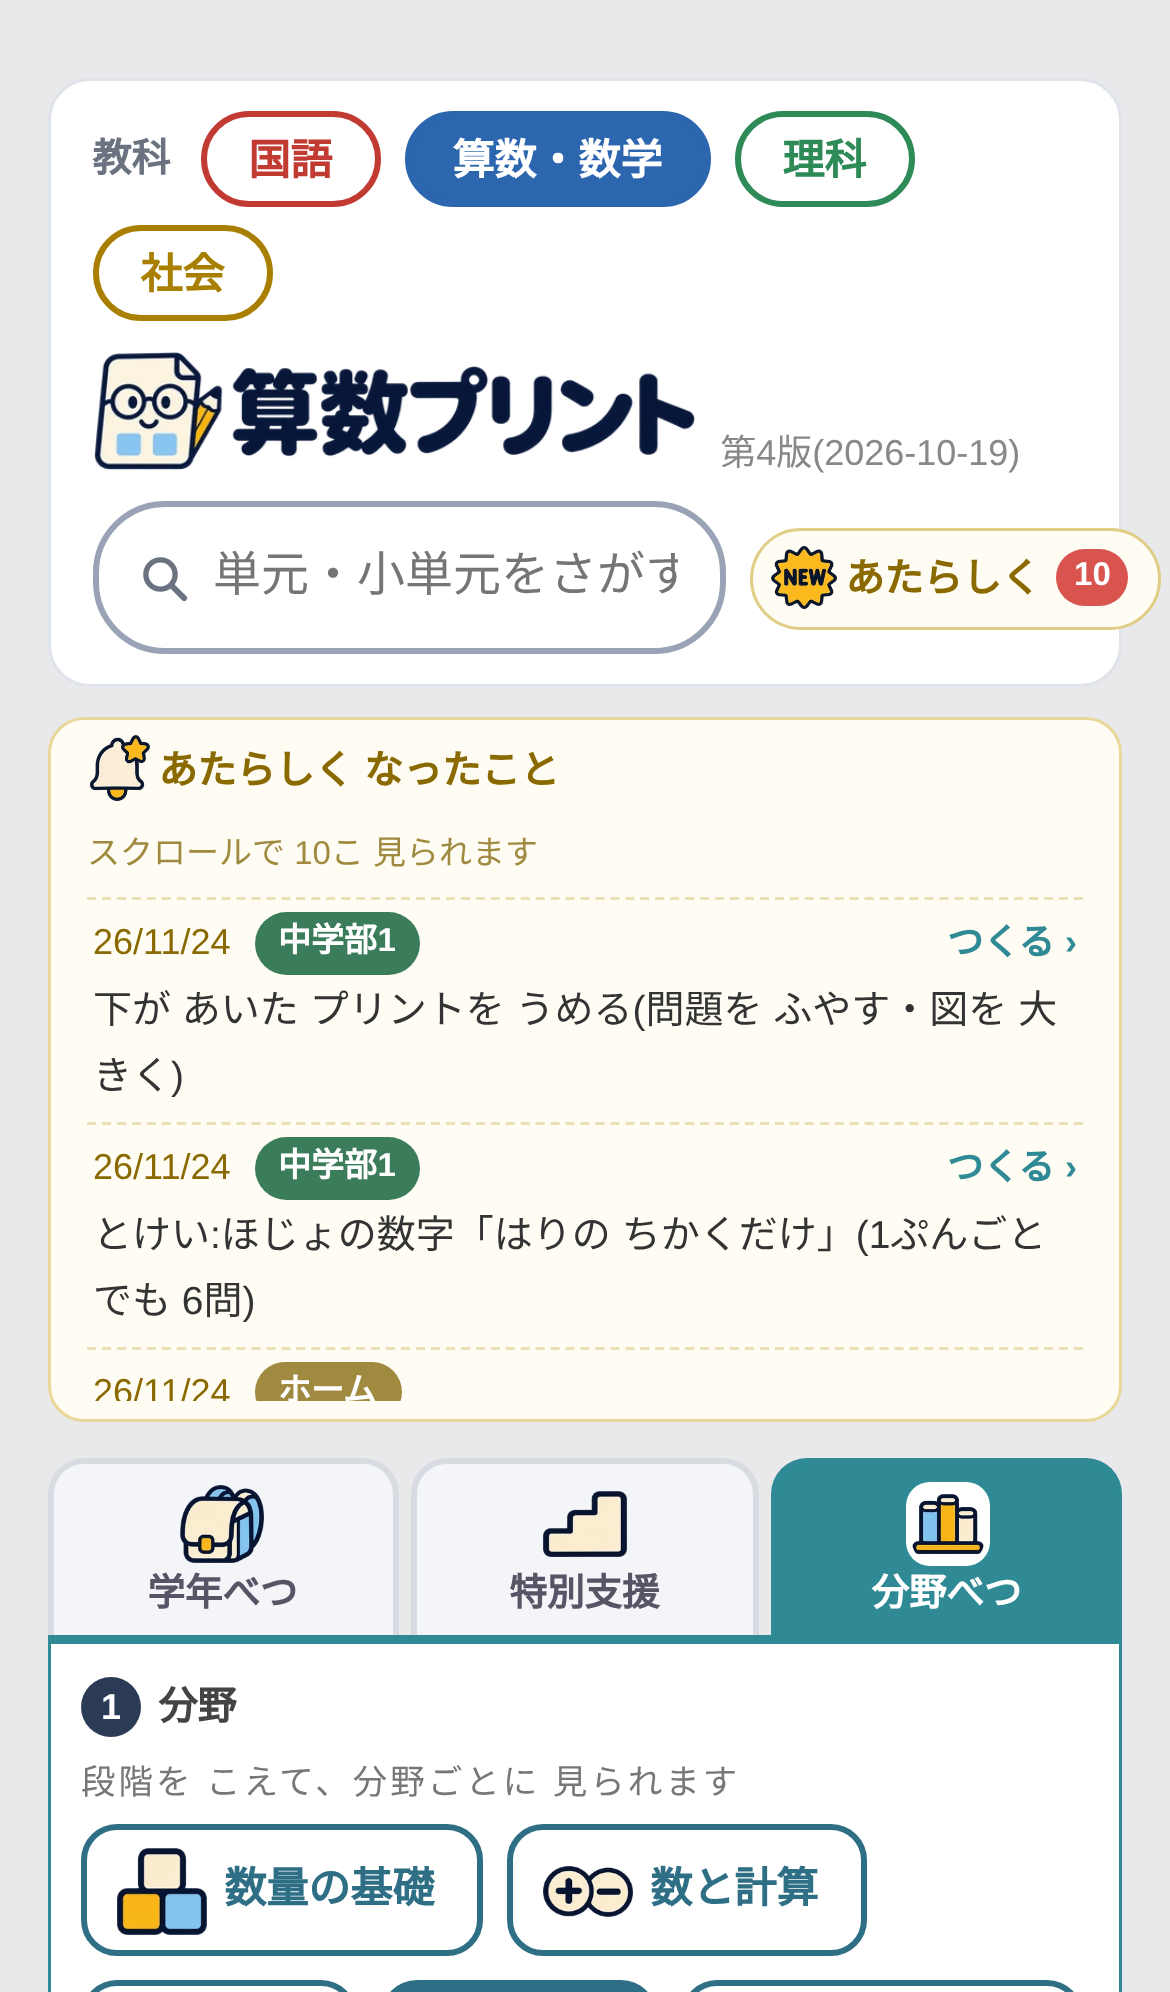 教科 国語 算数・数学 理科
社会
算数プリント 第4版(2026-10-19)
単元・小単元をさがす NEW あたらしく 10
あたらしく なったこと
スクロールで 10こ 見られます
26/11/24 中学部1 つくる ›
下が あいた プリントを うめる(問題を ふやす・図を 大
きく)
26/11/24 中学部1 つくる ›
とけい:ほじょの数字「はりの ちかくだけ」(1ぷんごと
でも 6問)
26/11/24 ホーム
学年べつ 特別支援 分野べつ
1 分野
段階を こえて、分野ごとに 見られます
数量の基礎 数と計算